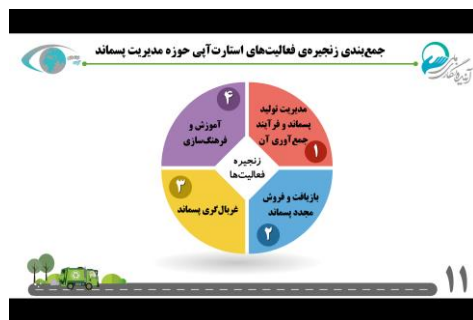 جمع‌بندی زنجیره‌ی فعالیت‌های استارت‌آپی حوزه مدیریت پسماند
مدیریت تولید
پسماند و فرآیند
جمع‌آوری آن
۱
بازیافت و فروش
مجدد پسماند
۲
غربال‌گری پسماند
۳
آموزش و
فرهنگ‌سازی
۴
زنجیره
فعالیت‌ها
۱۱